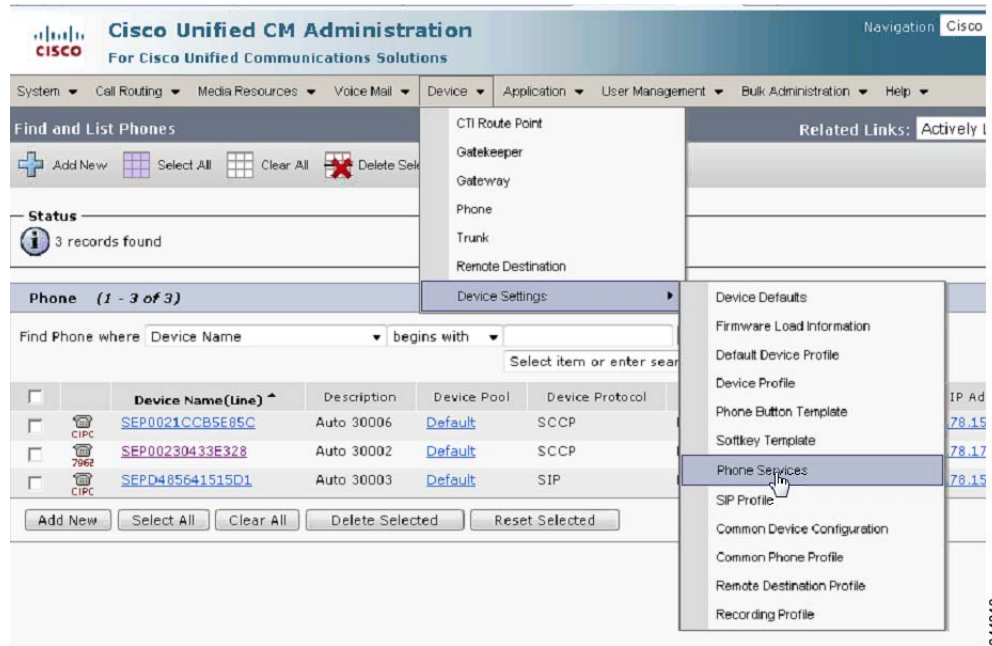 CISCO
Cisco Unified CM Administration
For Cisco Unified Communications Solutions
Navigation Cisco
System Call Routing Media Resources Voice Mail Device Application User Management Bulk Administration Help
Find and List Phones
Related Links: Actively
Add New Select All Clear All Delete Sele
CTI Route Point
Gatekeeper
Gateway
Phone
Trunk
Remote Destination
Device Settings
Status
3 records found
Phone (1 - 3 of 3)
Find Phone where Device Name begins with
Select item or enter sear
Device Name(Line) Description Device Pool Device Protocol IP Ad
CIPC SEP0021CCB5E85C Auto 30006 Default SCCP .78.15
7962 SEP00230433E328 Auto 30002 Default SCCP .78.17
CIPC SEPD485641515D1 Auto 30003 Default SIP .78.15
Add New Select All Clear All Delete Selected Reset Selected
Device Defaults
Firmware Load Information
Default Device Profile
Device Profile
Phone Button Template
Softkey Template
Phone Services
SIP Profile
Common Device Configuration
Common Phone Profile
Remote Destination Profile
Recording Profile